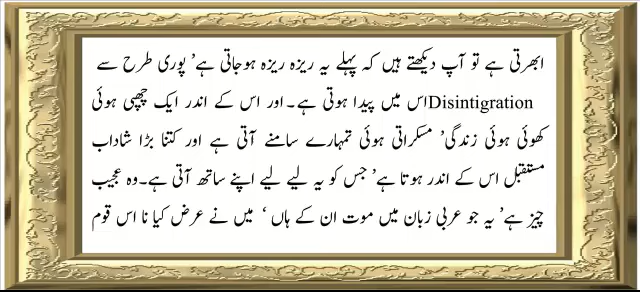 ابھرتی ہے تو آپ دیکھتے ہیں کہ پہلے یہ ریزہ ریزہ ہوجاتی ہے’ پوری طرح سے
Disintigrationاس میں پیدا ہوتی ہے۔ اور اس کے اندر ایک چھپی ہوئی
کھوئی ہوئی زندگی’ مسکراتی ہوئی تمہارے سامنے آتی ہے اور کتنا بڑا شاداب
مستقبل اس کے اندر ہوتا ہے’ جس کو یہ لیے لیے اپنے ساتھ آتی ہے۔وہ عجیب
چیز ہے’ یہ جو عربی زبان میں موت ان کے ہاں ‘ میں نے عرض کیا نا اس قوم